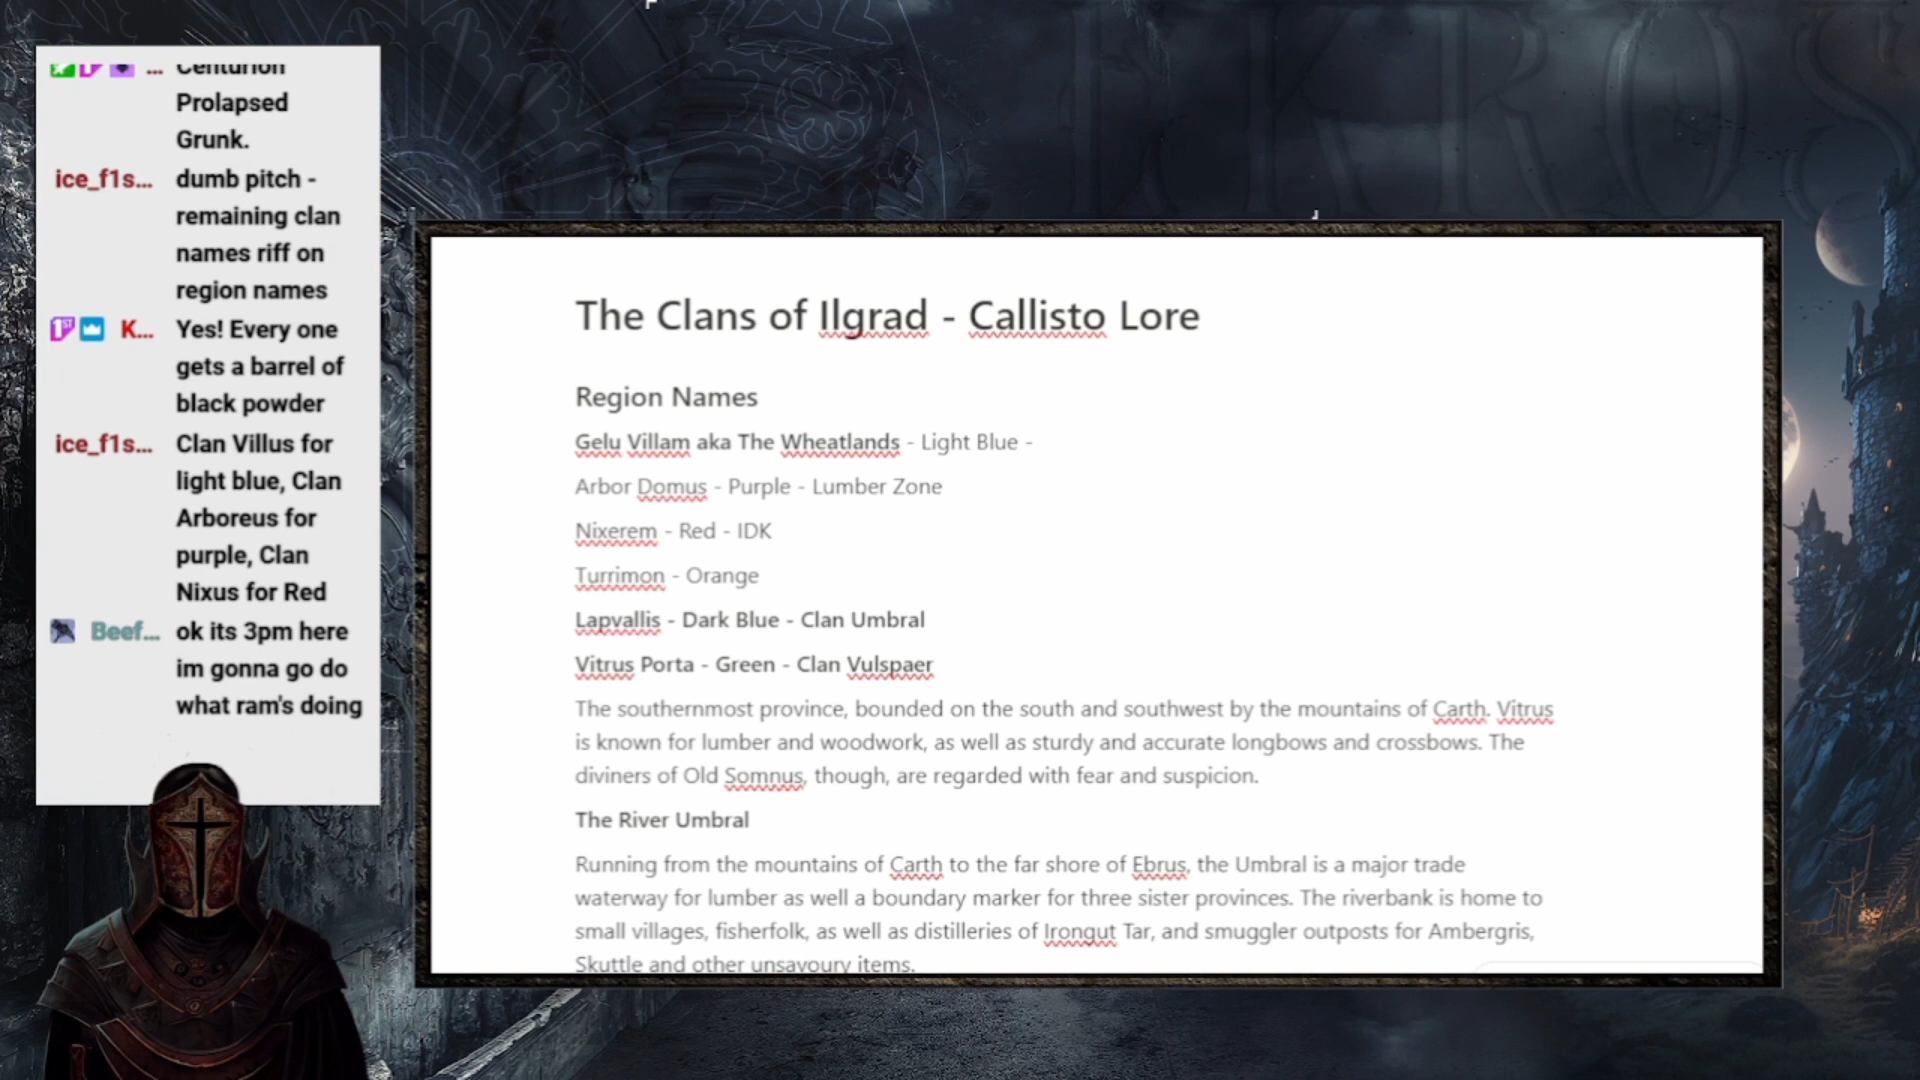 ... Centurion
Prolapsed
Grunk.
ice_f1s... dumb pitch -
remaining clan
names riff on
region names
K... Yes! Every one
gets a barrel of
black powder
ice_f1s... Clan Villus for
light blue, Clan
Arboreus for
purple, Clan
Nixus for Red
Beef... ok its 3pm here
im gonna go do
what ram's doing
The Clans of Ilgrad - Callisto Lore
Region Names
Gelu Villam aka The Wheatlands - Light Blue -
Arbor Domus - Purple - Lumber Zone
Nixerem - Red - IDK
Turrimon - Orange
Lapvallis - Dark Blue - Clan Umbral
Vitrus Porta - Green - Clan Vulspaer
The southernmost province, bounded on the south and southwest by the mountains of Carth. Vitrus
is known for lumber and woodwork, as well as sturdy and accurate longbows and crossbows. The
diviners of Old Somnus, though, are regarded with fear and suspicion.
The River Umbral
Running from the mountains of Carth to the far shore of Ebrus, the Umbral is a major trade
waterway for lumber as well a boundary marker for three sister provinces. The riverbank is home to
small villages, fisherfolk, as well as distilleries of Irongut Tar, and smuggler outposts for Ambergris,
Skuttle and other unsavoury items.